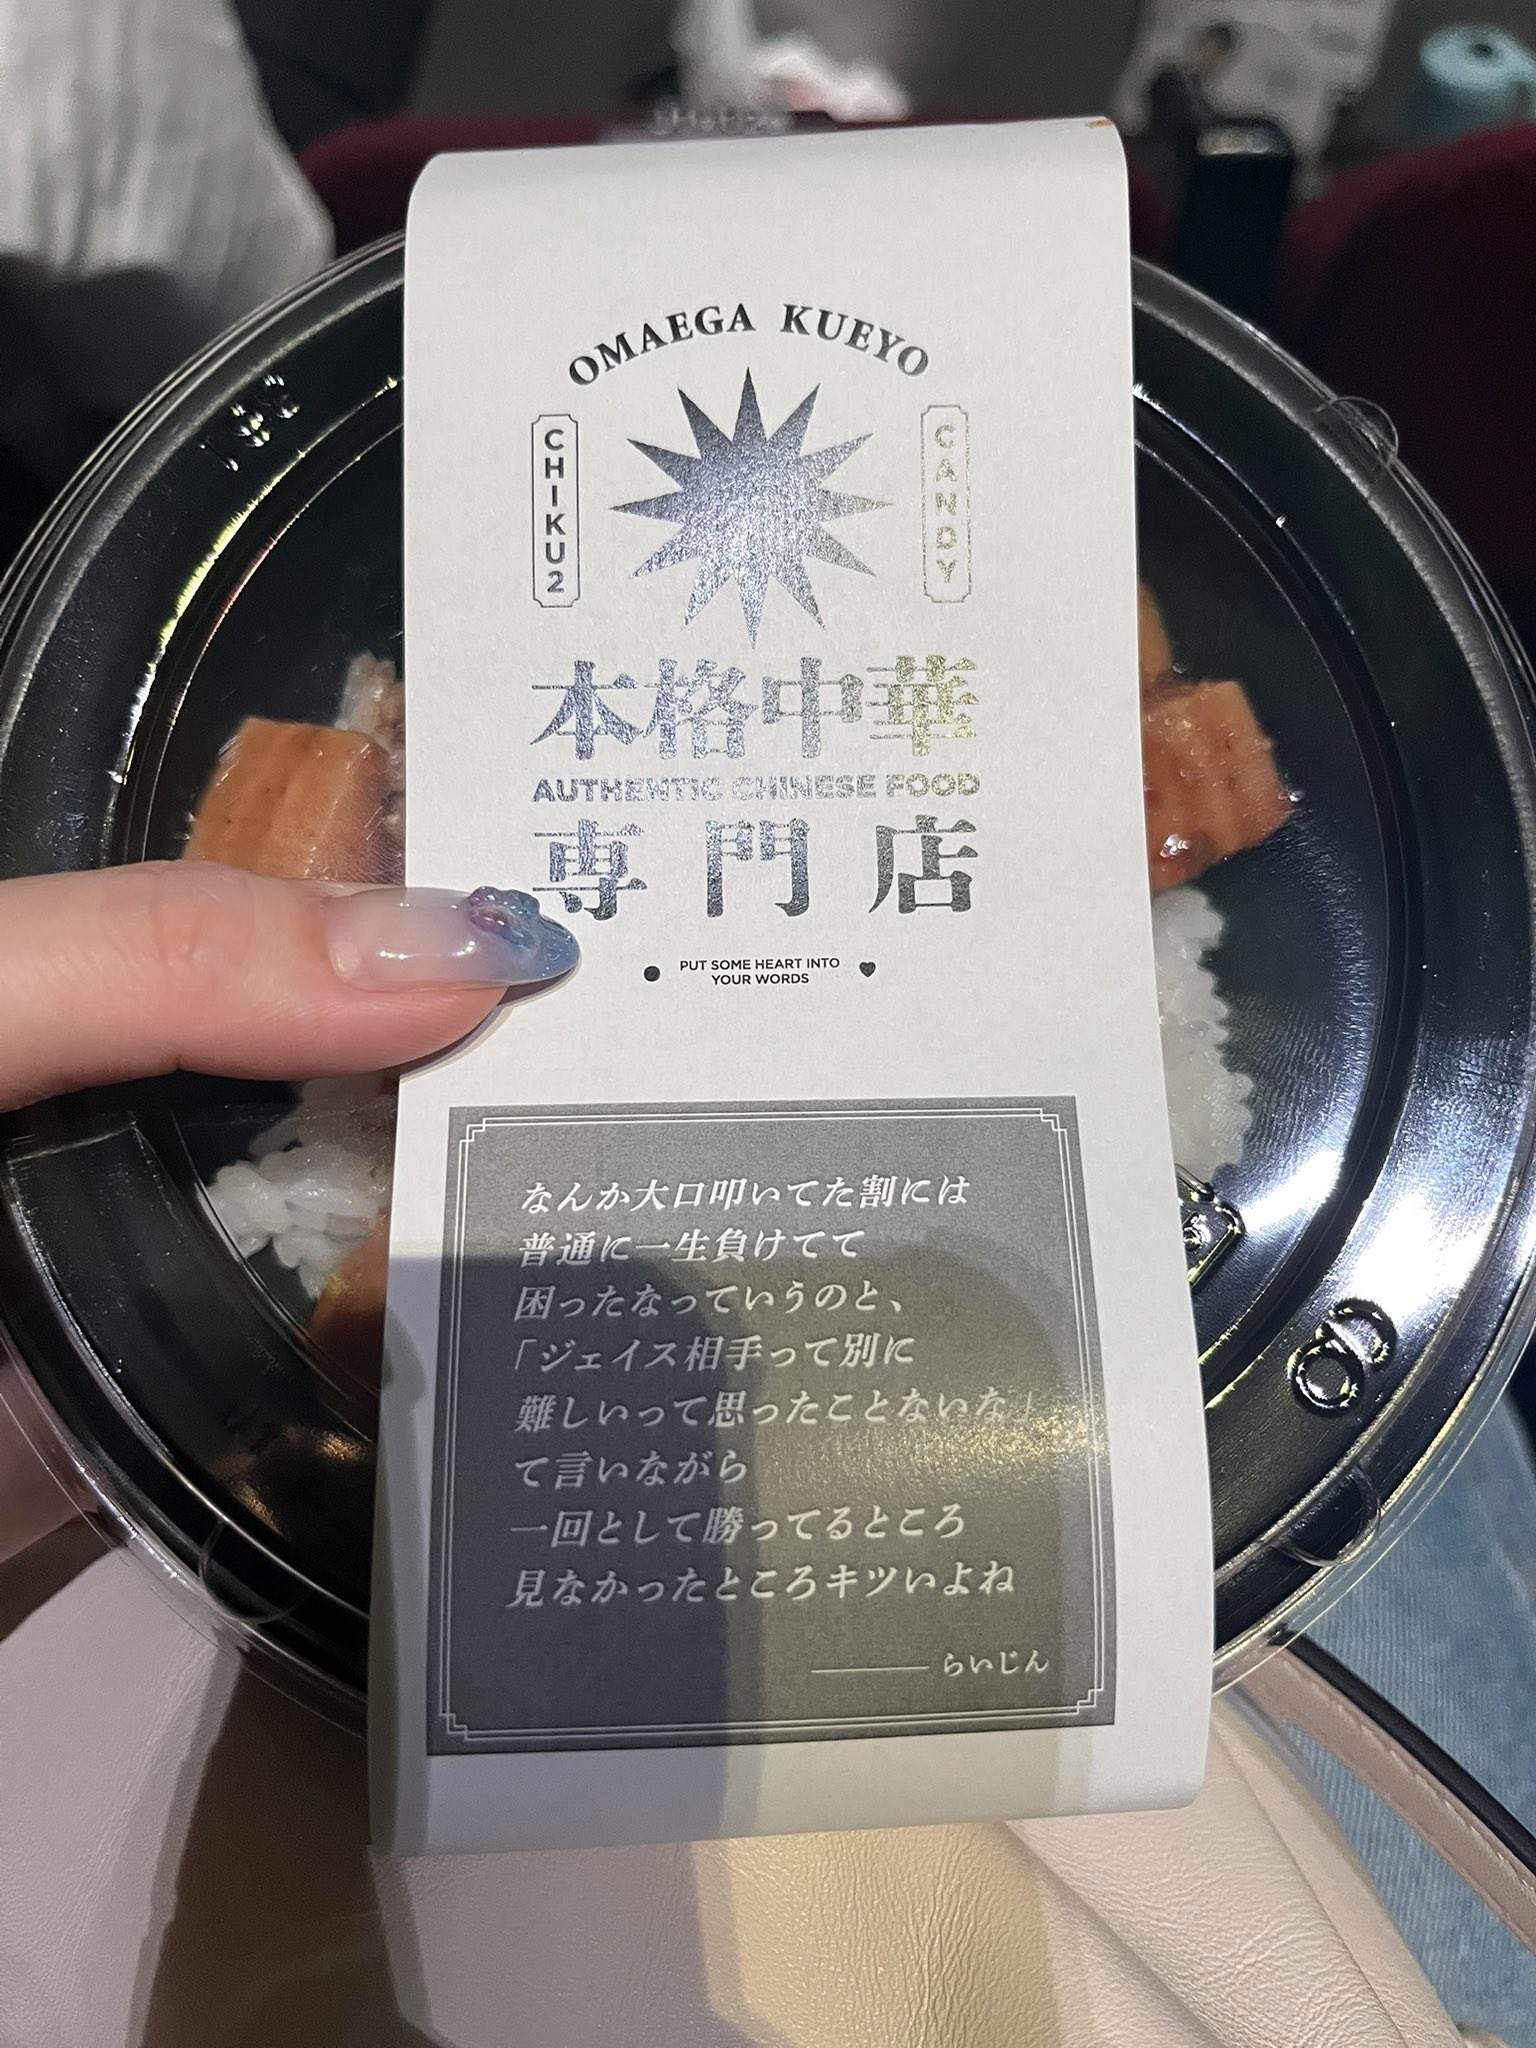 OMAEGA KUEYO
CHIKU2
CANDY
本格中華
AUTHENTIC CHINESE FOOD
専門店
PUT SOME HEART INTO
YOUR WORDS
なんか大口叩いてた割には
普通に一生負けてて
困ったなっていうのと、
「ジェイス相手って別に
難しいって思ったことないな」
て言いながら
一回として勝ってるところ
見なかったところキツいよね
らいじん